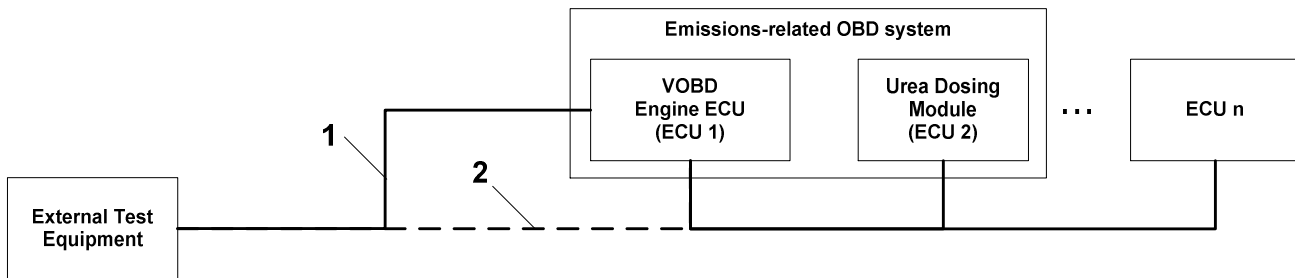 Emissions-related OBD system
VOBD
Engine ECU
(ECU 1)
Urea Dosing
Module
(ECU 2)
...
ECU n
1
2
External Test
Equipment